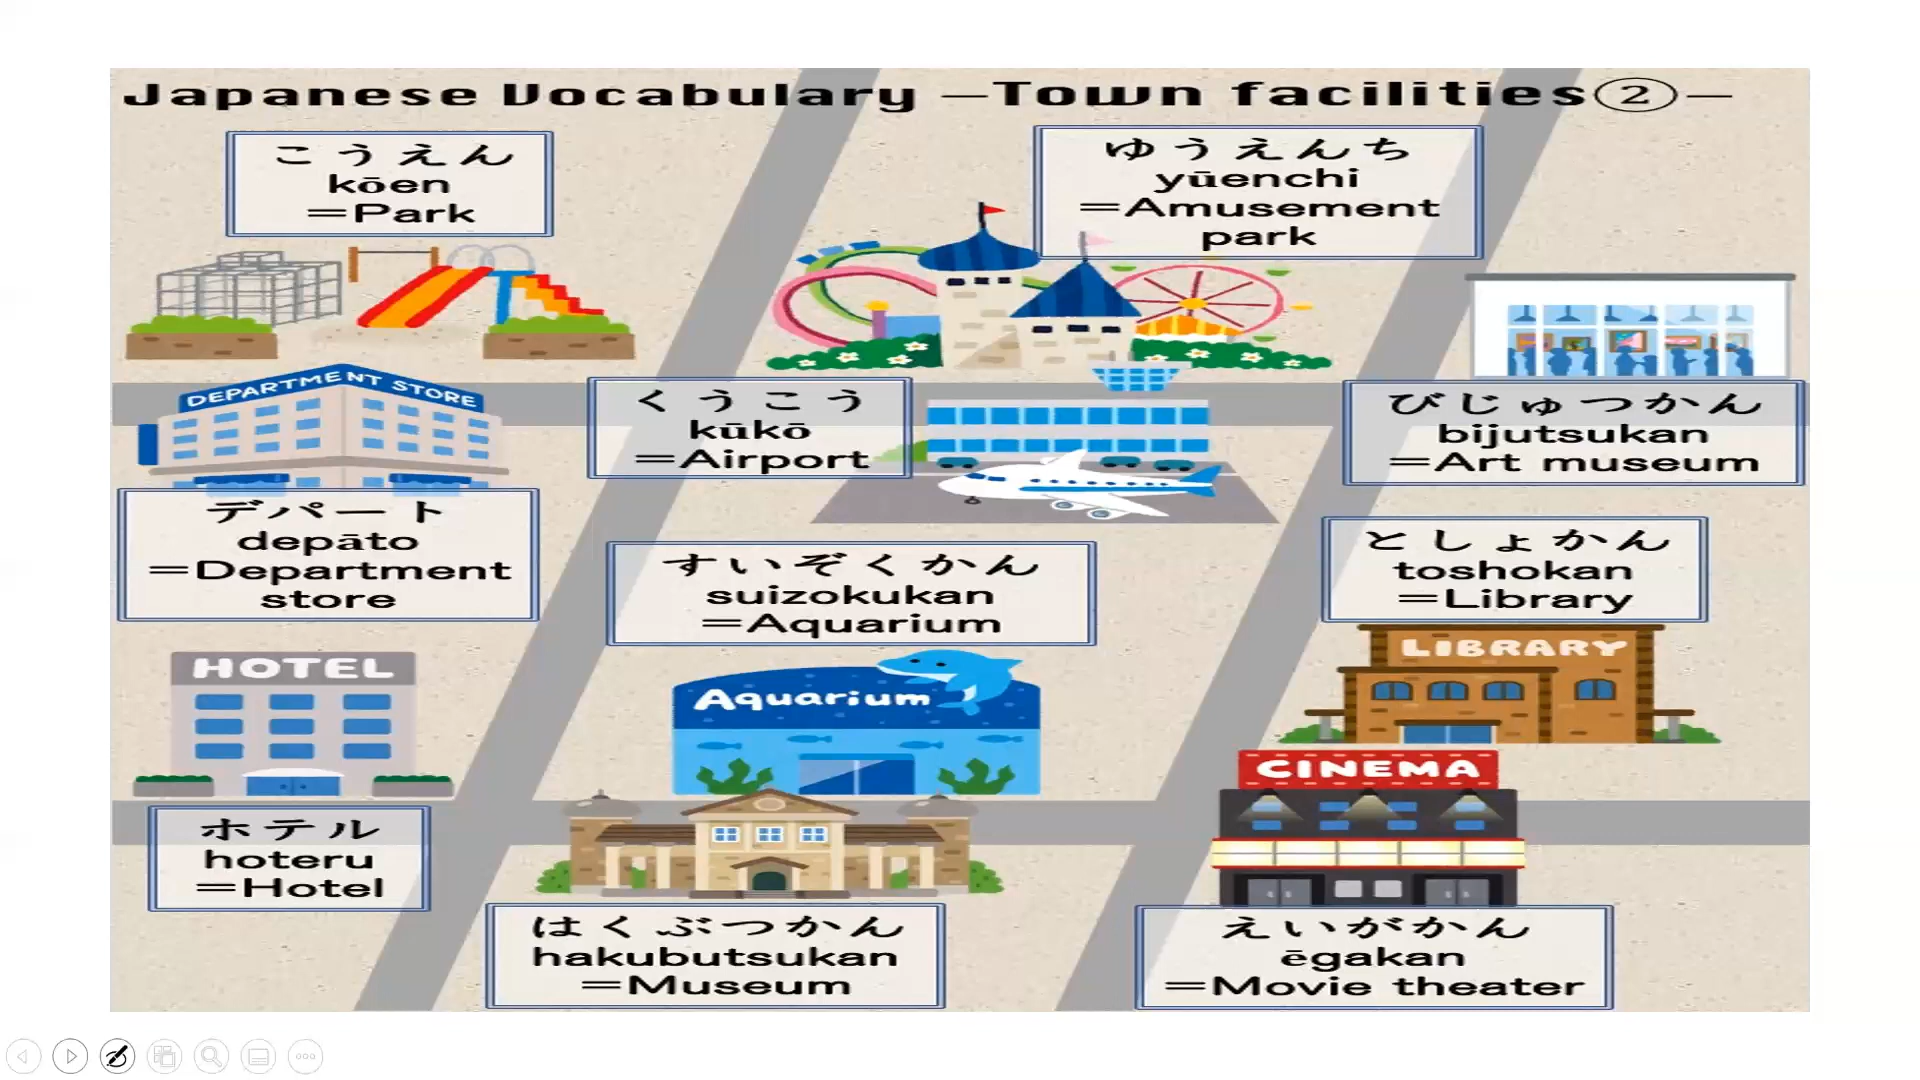 Japanese Vocabulary —Town facilities②—
こうえん
kōen
＝Park
ゆうえんち
yūenchi
＝Amusement
park
DEPARTMENT STORE
デパート
depāto
＝Department
store
くうこう
kūkō
＝Airport
びじゅつかん
bijutsukan
＝Art museum
すいぞくかん
suizokukan
＝Aquarium
としょかん
toshokan
＝Library
HOTEL
ホテル
hoteru
＝Hotel
Aquarium
LIBRARY
CINEMA
はくぶつかん
hakubutsukan
＝Museum
えいがかん
ēgakan
＝Movie theater